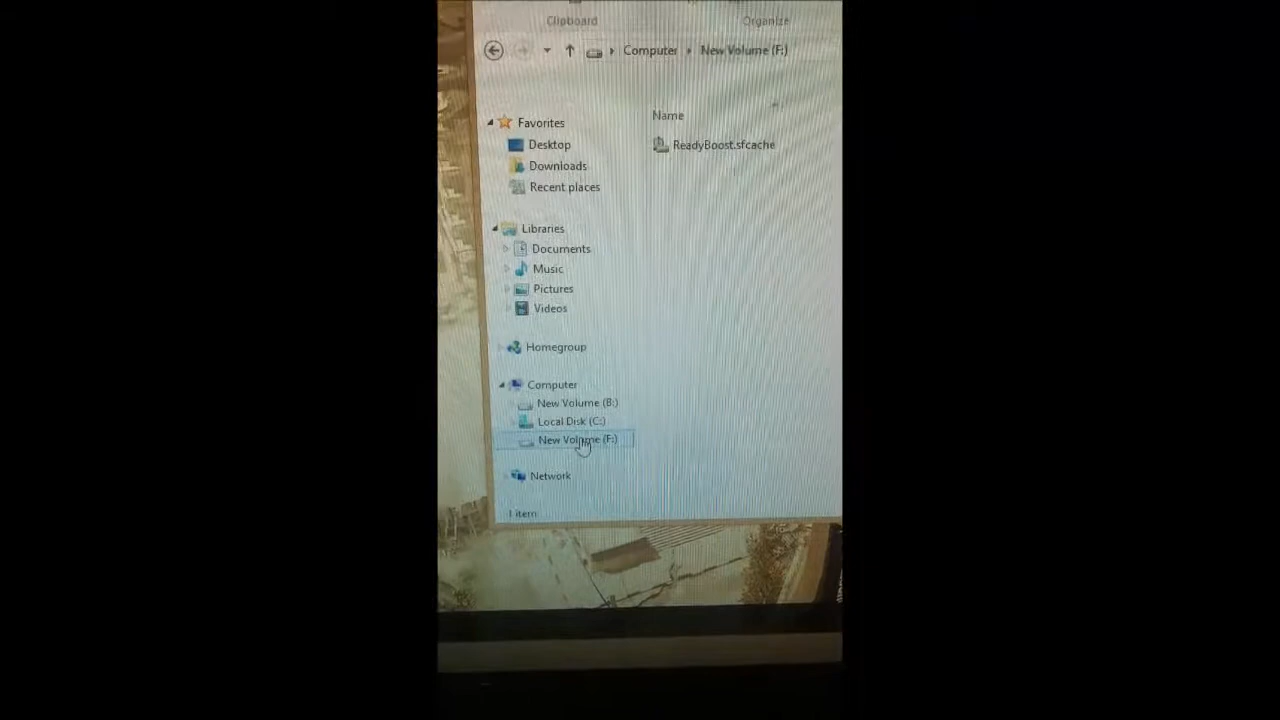 Clipboard Organize
Computer New Volume (F:)
Name
ReadyBoost.sfcache
Favorites
Desktop
Downloads
Recent places
Libraries
Documents
Music
Pictures
Videos
Homegroup
Computer
New Volume (B:)
Local Disk (C:)
New Volume (F:)
Network
1 item